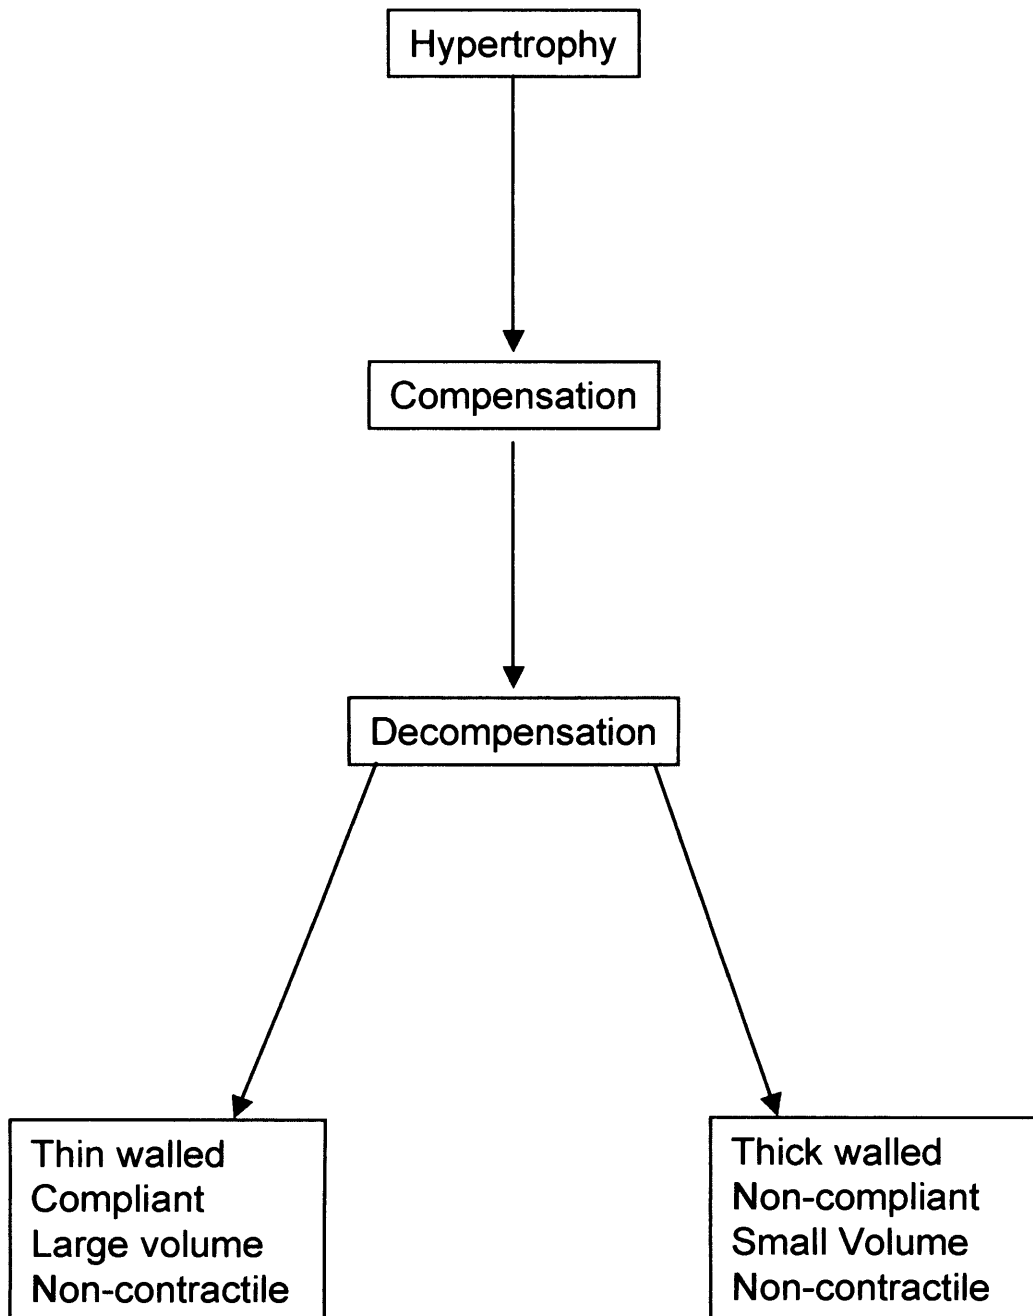 Hypertrophy
Compensation
Decompensation
Thin walled
Compliant
Large volume
Non-contractile
Thick walled
Non-compliant
Small Volume
Non-contractile